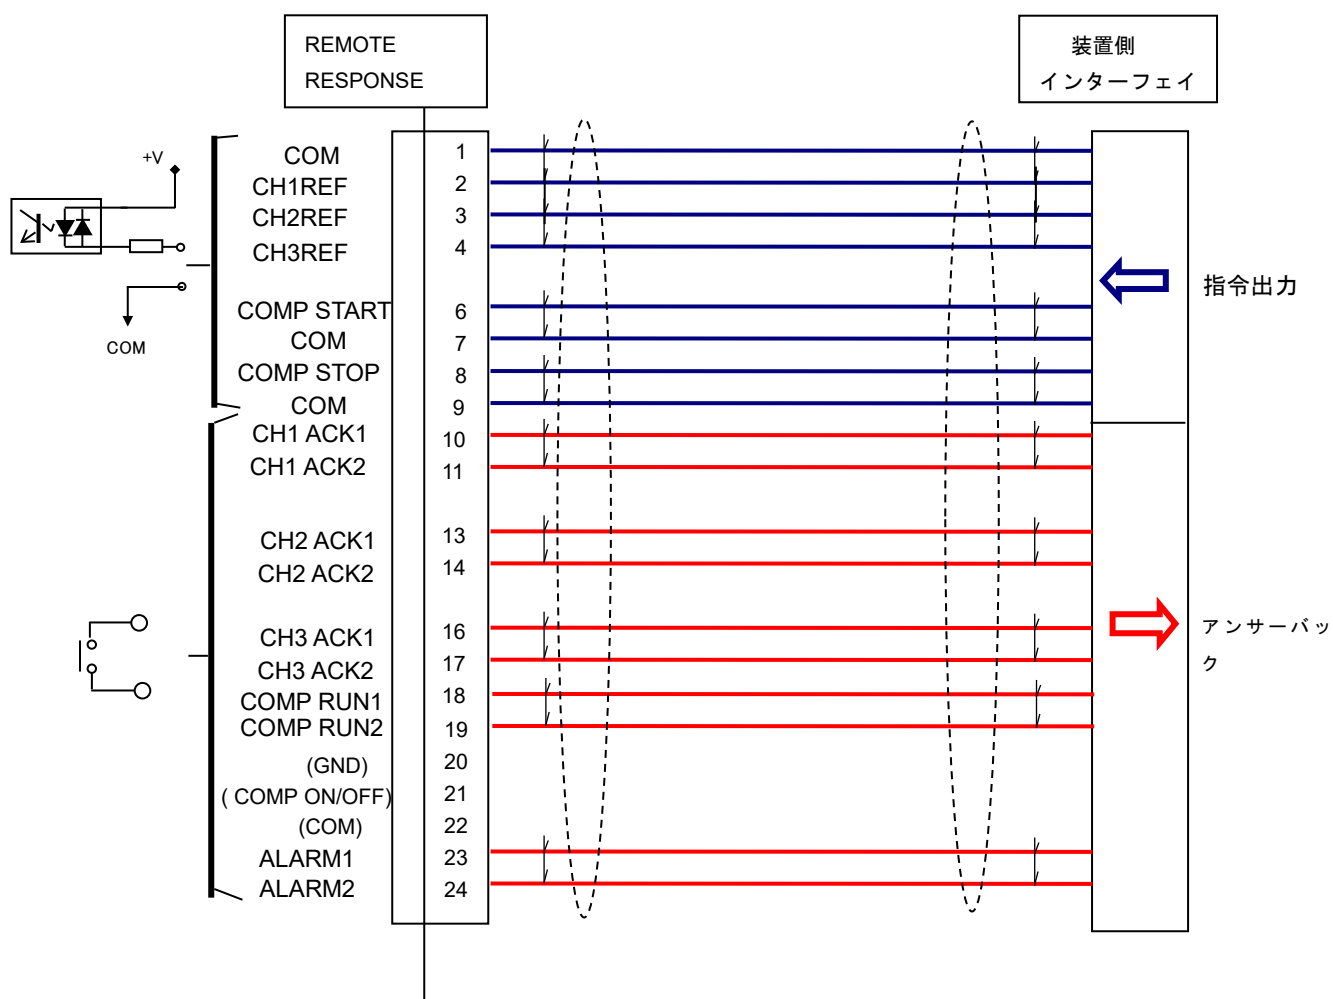 REMOTE
RESPONSE
装置側
インターフェイ
+V
COM
COM 1
CH1REF 2
CH2REF 3
CH3REF 4
COMP START 6
COM 7
COMP STOP 8
COM 9
CH1 ACK1 10
CH1 ACK2 11
CH2 ACK1 13
CH2 ACK2 14
CH3 ACK1 16
CH3 ACK2 17
COMP RUN1 18
COMP RUN2 19
(GND) 20
( COMP ON/OFF) 21
(COM) 22
ALARM1 23
ALARM2 24
指令出力
アンサーバッ
ク